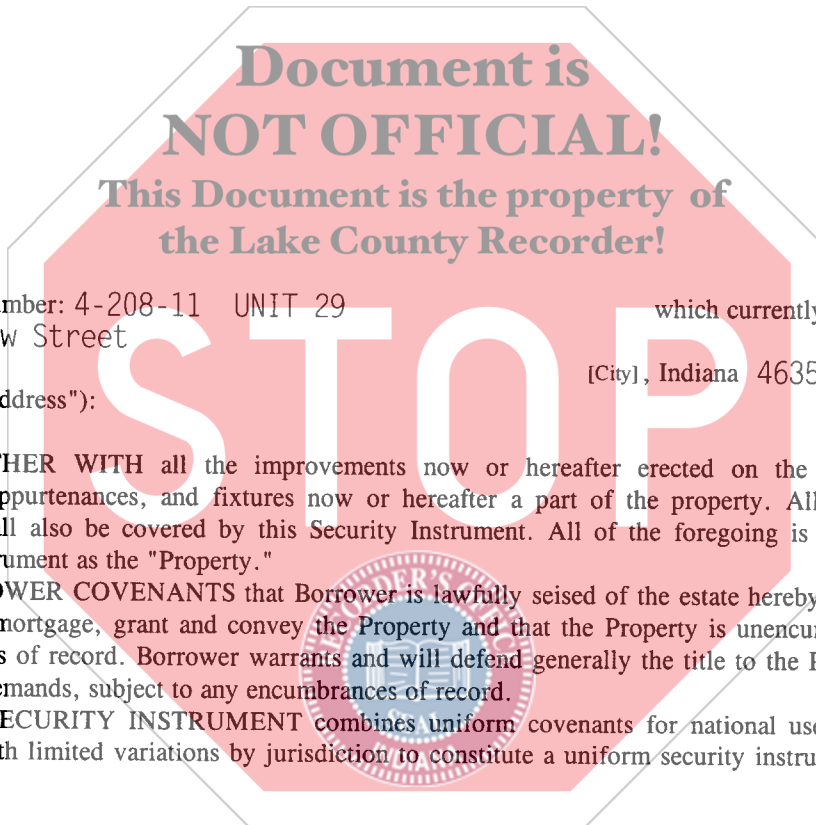 Document is
NOT OFFICIAL!
This Document is the property of
the Lake County Recorder!
mber: 4-208-11 UNIT 29 which currently
w Street
[City], Indiana 4635
ddress"):
STOP
HER WITH all the improvements now or hereafter erected on the
ppurtenances, and fixtures now or hereafter a part of the property. All
ll also be covered by this Security Instrument. All of the foregoing is
rument as the "Property."
OWER COVENANTS that Borrower is lawfully seised of the estate hereby
mortgage, grant and convey the Property and that the Property is unencu
s of record. Borrower warrants and will defend generally the title to the P
emands, subject to any encumbrances of record.
ECURITY INSTRUMENT combines uniform covenants for national use
th limited variations by jurisdiction to constitute a uniform security instru